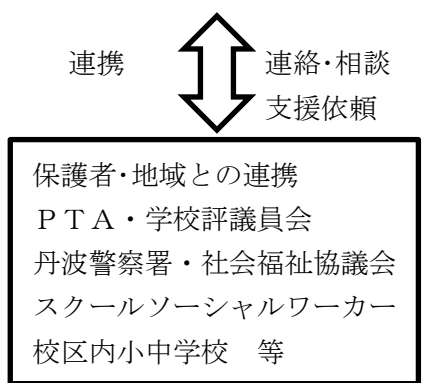 連携
連絡・相談
支援依頼
保護者・地域との連携
ＰＴＡ・学校評議員会
丹波警察署・社会福祉協議会
スクールソーシャルワーカー
校区内小中学校　等